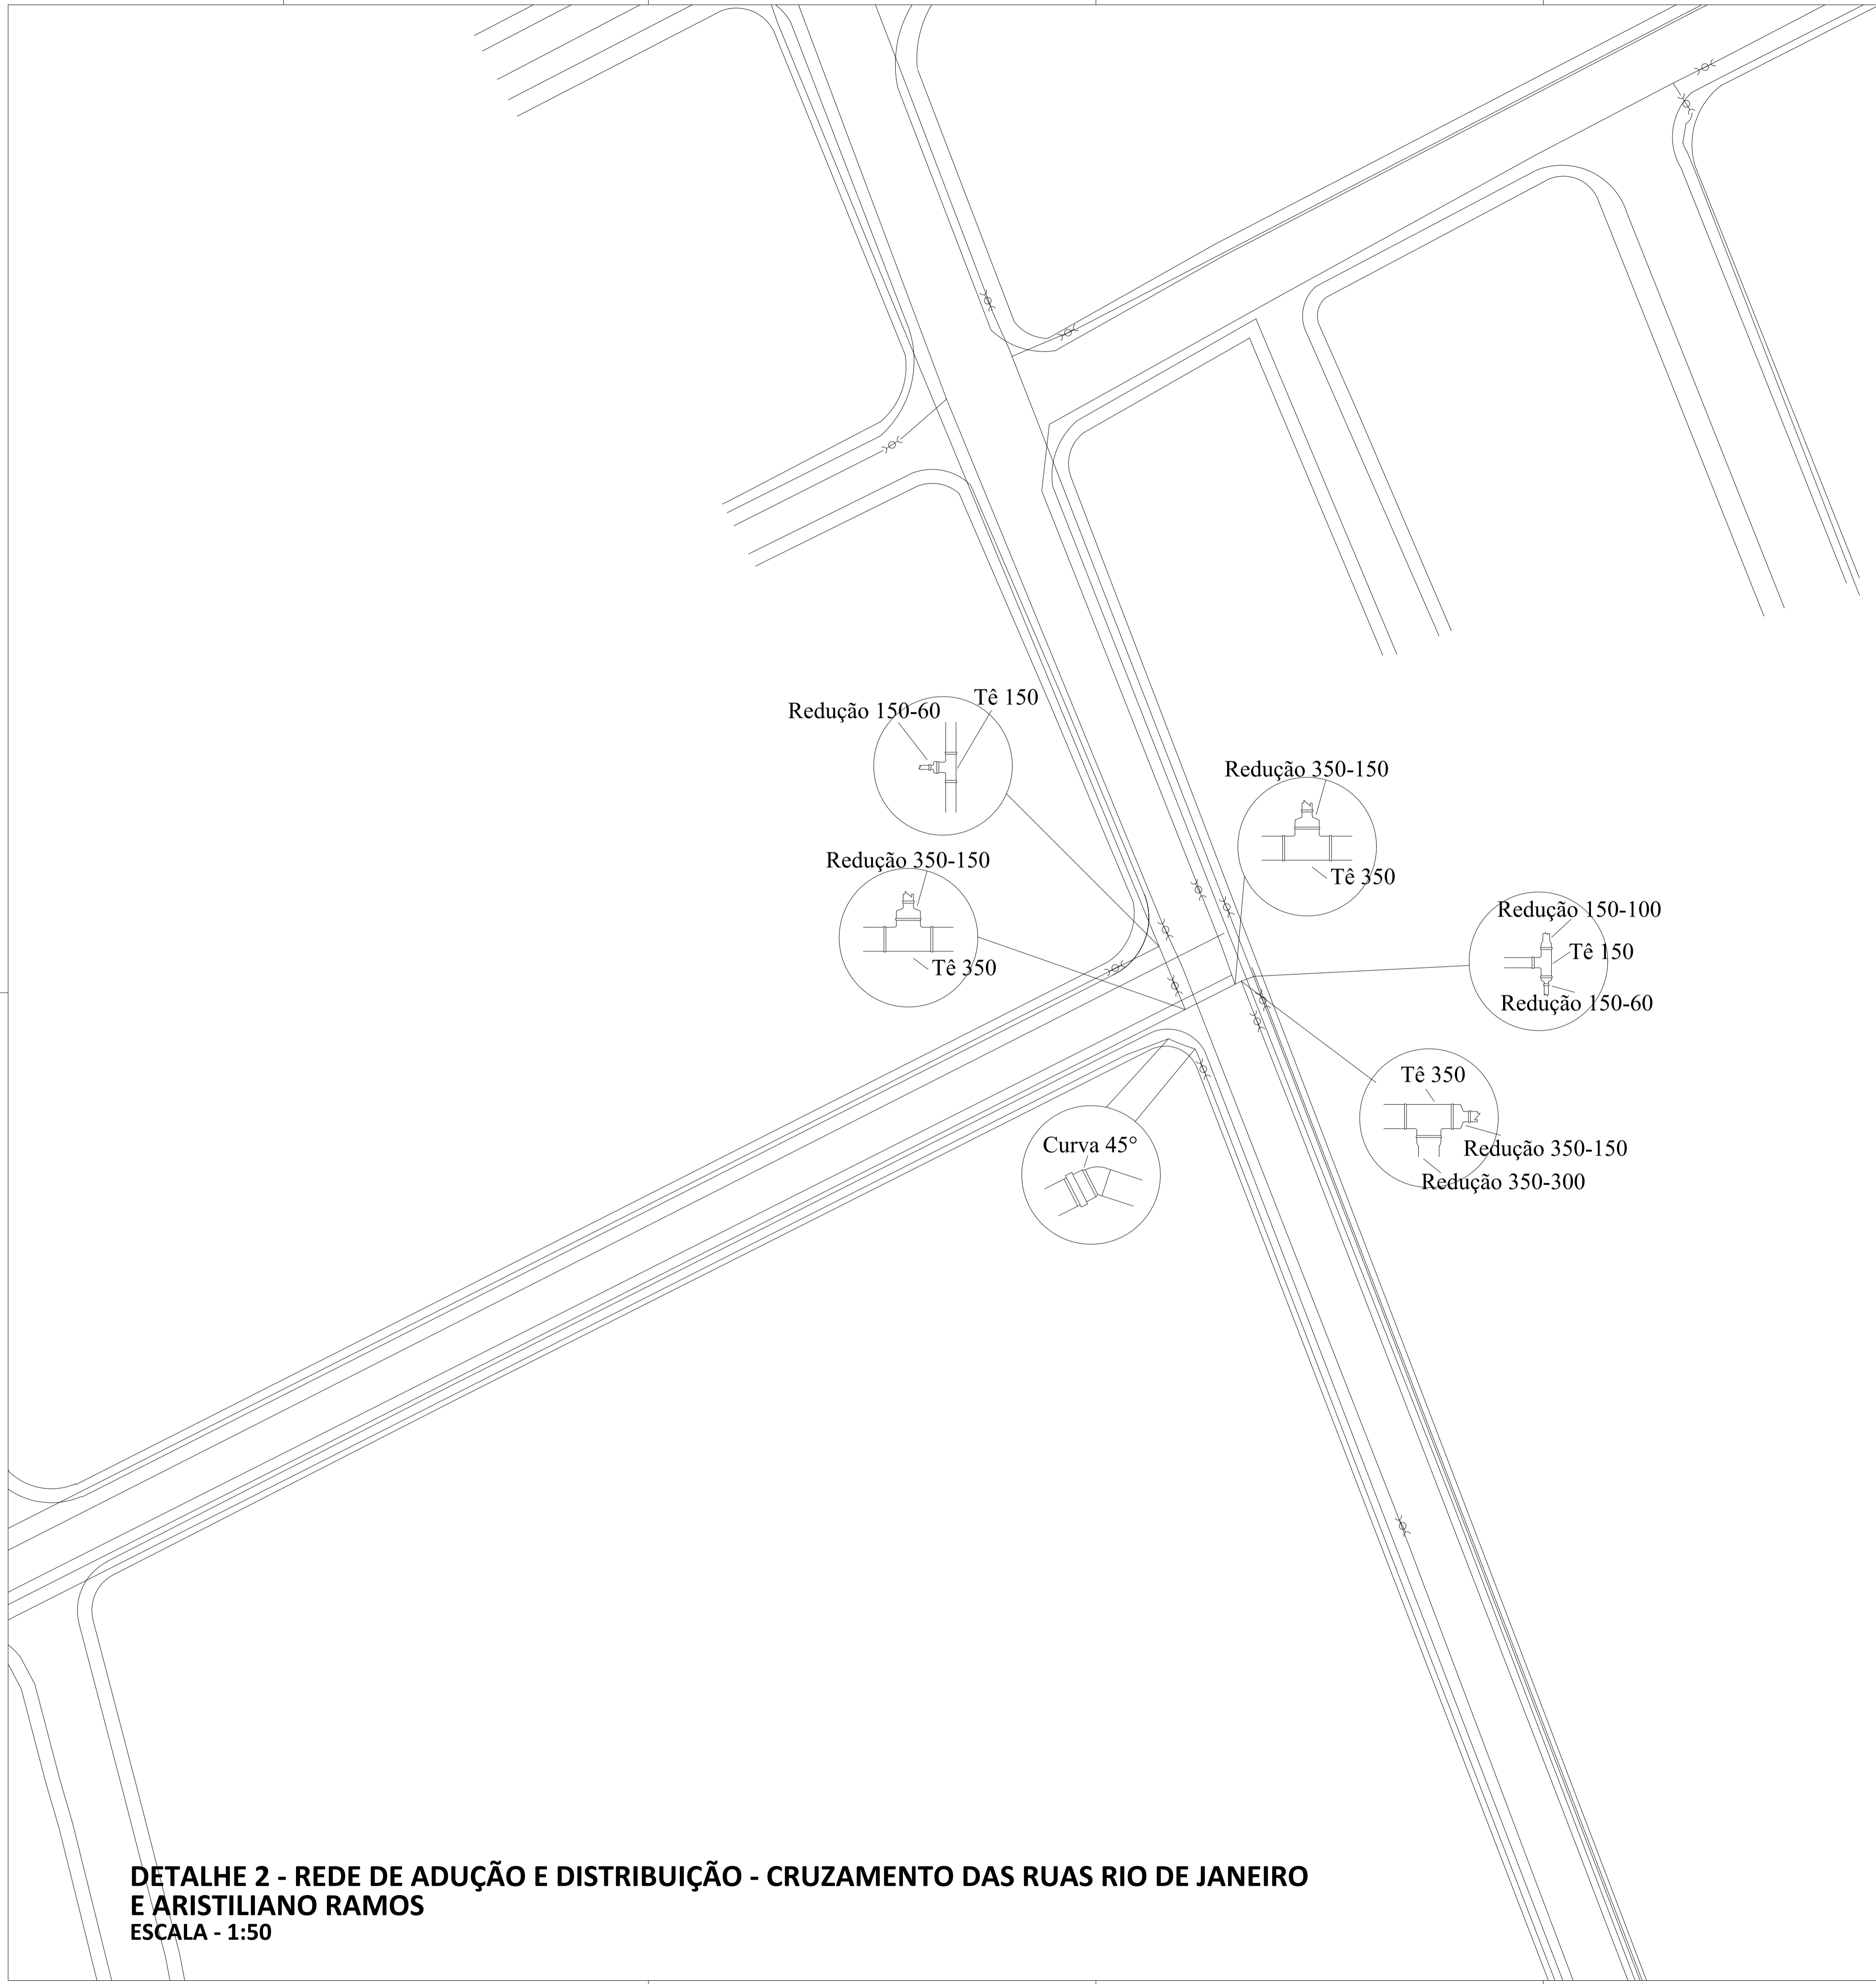 Tê 150
Redução 150-60
Redução 350-150
Tê 350
Redução 350-150
Tê 350
Redução 150-100
Tê 150
Redução 150-60
Tê 350
Redução 350-150
Redução 350-300
Curva 45°
DETALHE 2 - REDE DE ADUÇÃO E DISTRIBUIÇÃO - CRUZAMENTO DAS RUAS RIO DE JANEIRO
E ARISTILIANO RAMOS
ESCALA - 1:50